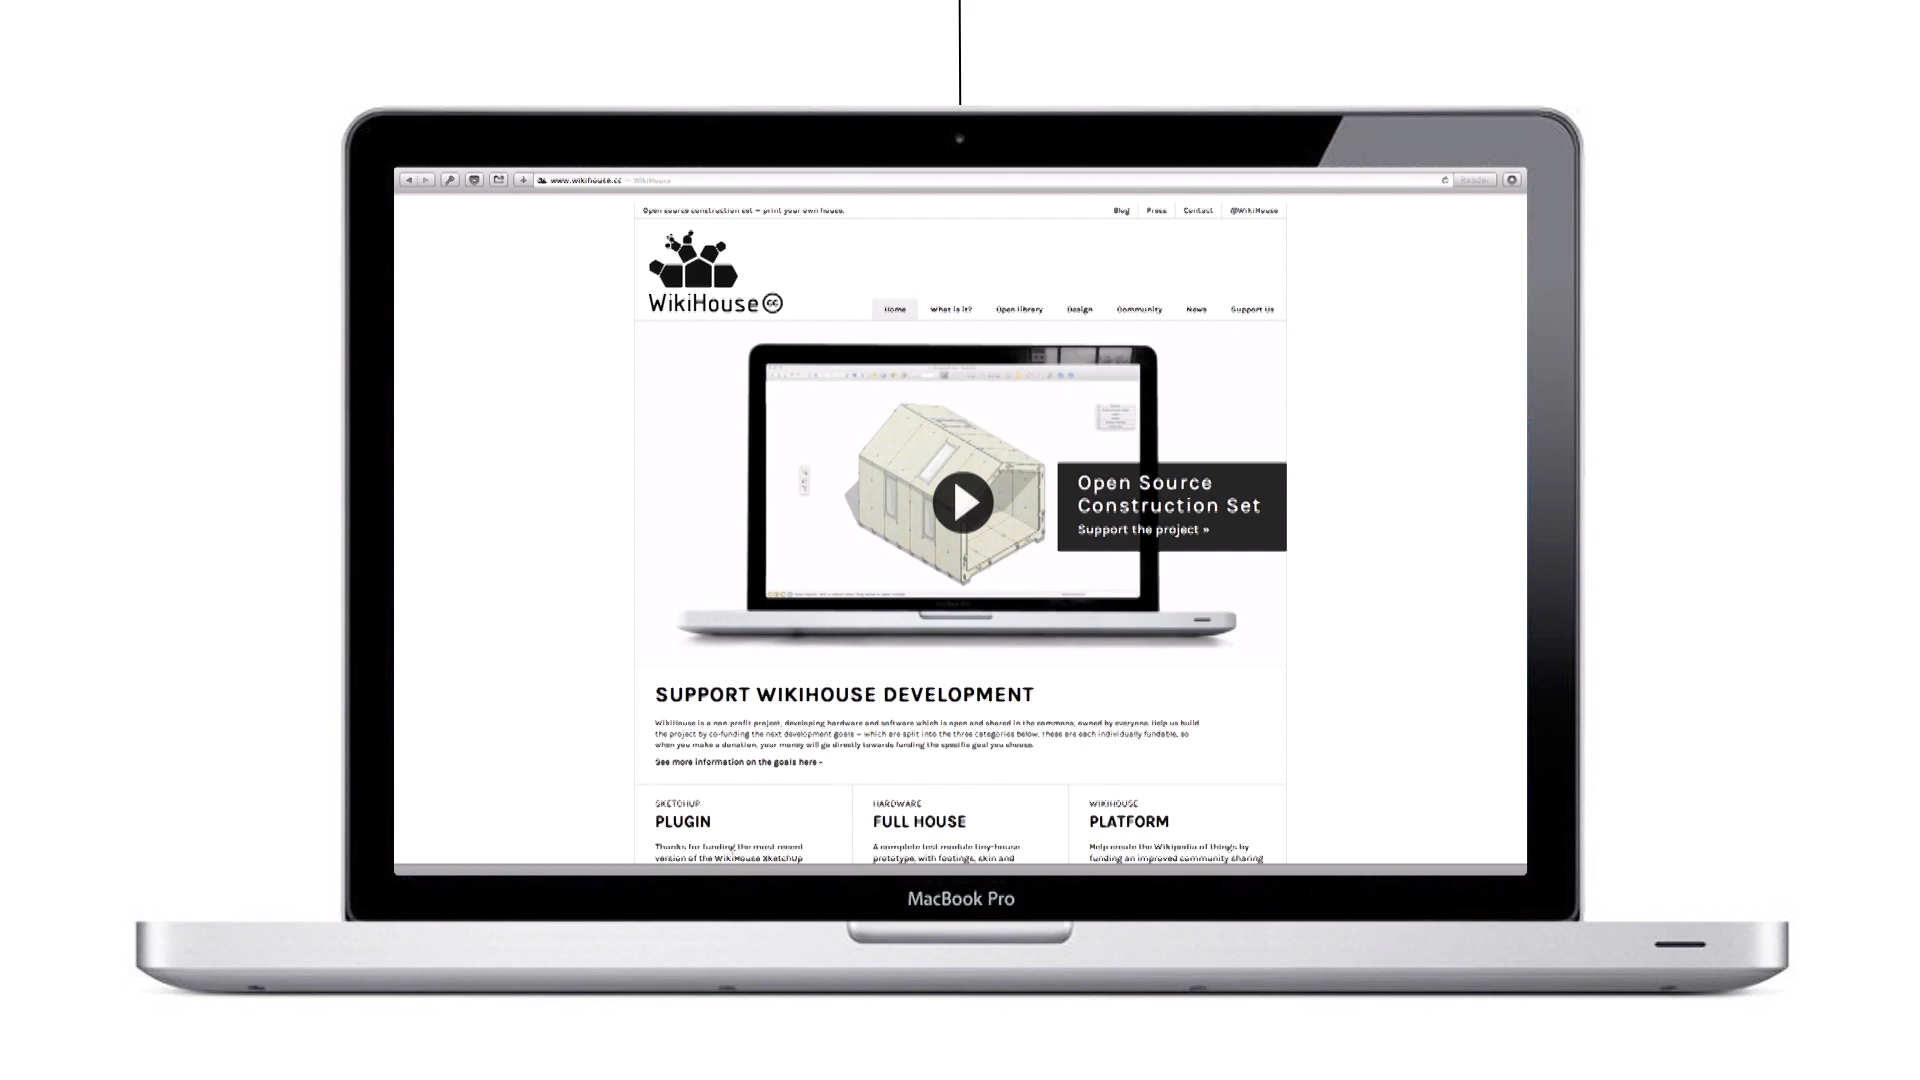 www.wikihouse.cc — WikiHouse
Reader
Open source construction set – print your own house.
Blog
Press
Contact
@WikiHouse
WikiHouse cc
Home
What is it?
Open library
Design
Community
News
Support Us
Open Source
Construction Set
Support the project »
SUPPORT WIKIHOUSE DEVELOPMENT
WikiHouse is a non-profit project, developing hardware and software which is open and shared in the commons, owned by everyone. Help us build
the project by co-funding the next development goals – which are split into the three categories below. These are each individually fundable, so
when you make a donation, your money will go directly towards funding the specific goal you choose.
See more information on the goals here »
SKETCHUP
PLUGIN
Thanks for funding the most recent
version of the WikiHouse SketchUp
HARDWARE
FULL HOUSE
A complete test module tiny-house
prototype, with footings, skin and
WIKIHOUSE
PLATFORM
Help create the Wikipedia of things by
funding an improved community sharing
MacBook Pro